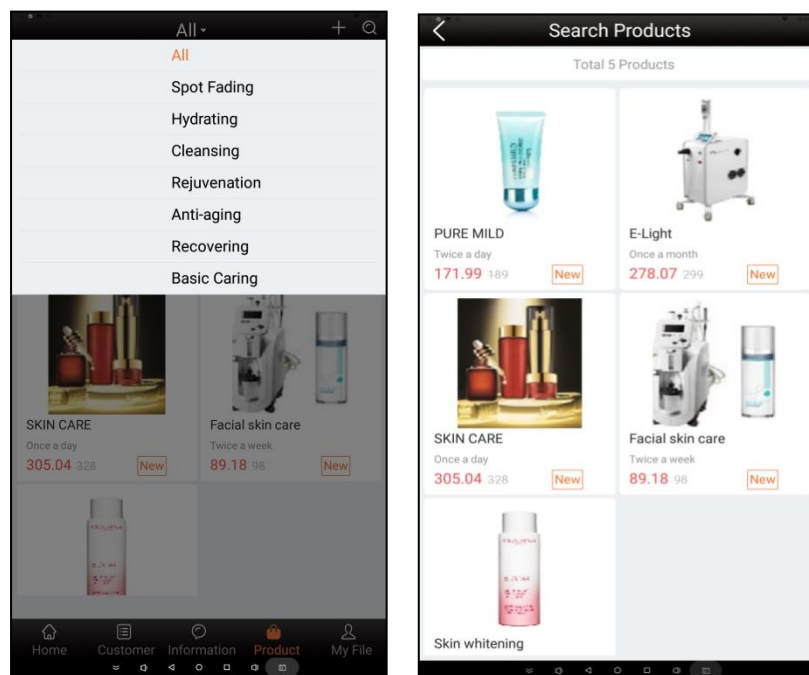 All
All
Spot Fading
Hydrating
Cleansing
Rejuvenation
Anti-aging
Recovering
Basic Caring
SKIN CARE
Once a day
305.04 328
New
Facial skin care
Twice a week
89.18 98
New
Home
Customer
Information
Product
My File
Search Products
Total 5 Products
PURE MILD
Twice a day
171.99 189
New
E-Light
Once a month
278.07 299
New
SKIN CARE
Once a day
305.04 328
New
Facial skin care
Twice a week
89.18 98
New
Skin whitening